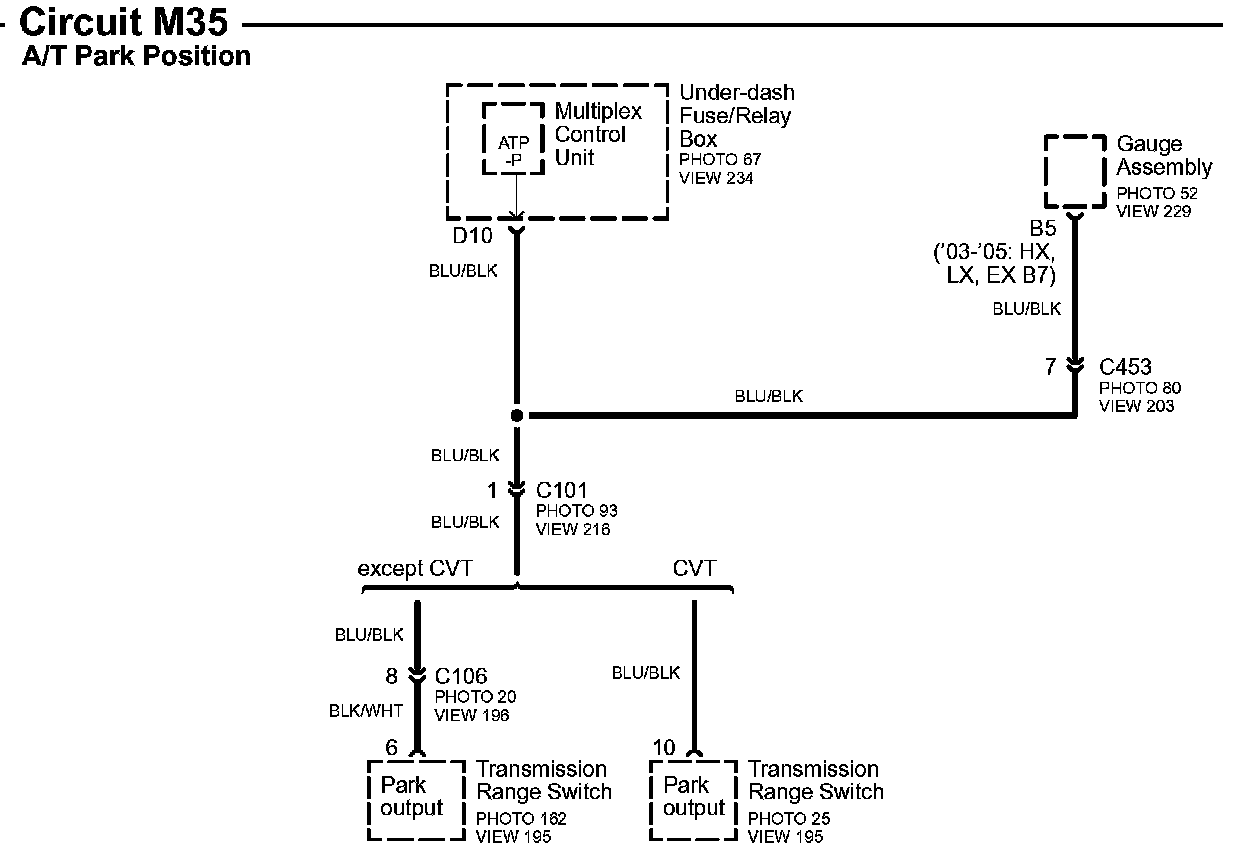 Circuit M35
A/T Park Position
Under-dash
Fuse/Relay
Box
PHOTO 67
VIEW 234
Multiplex
Control
Unit
ATP
-P
Gauge
Assembly
PHOTO 52
VIEW 229
D10
BLU/BLK
B5
('03-'05: HX,
LX, EX B7)
BLU/BLK
7
C453
PHOTO 80
VIEW 203
BLU/BLK
BLU/BLK
1
C101
PHOTO 93
VIEW 216
BLU/BLK
except CVT
CVT
BLU/BLK
8
C106
PHOTO 20
VIEW 196
BLK/WHT
BLU/BLK
6
Park
output
Transmission
Range Switch
PHOTO 162
VIEW 195
10
Park
output
Transmission
Range Switch
PHOTO 25
VIEW 195